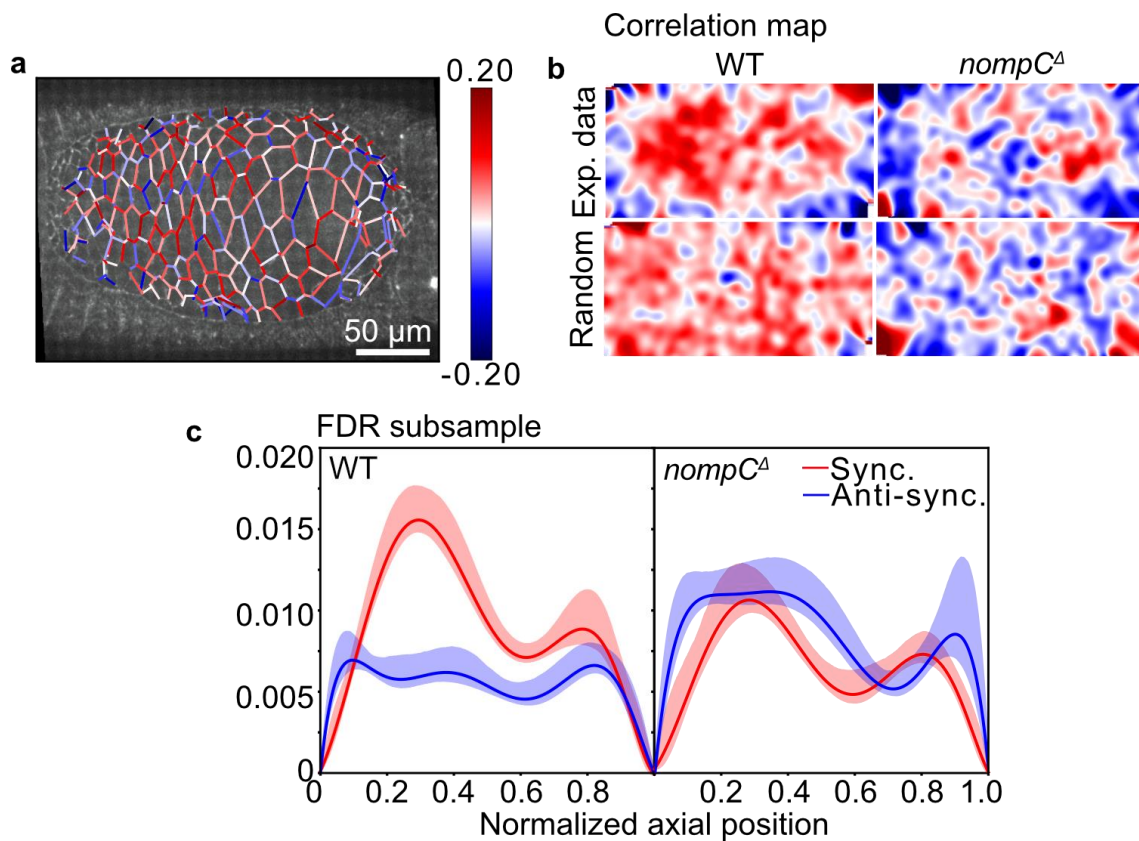 Correlation map
a
0.20
-0.20
50 µm
b
WT
nompCΔ
Exp. data
Random
c
FDR subsample
WT
nompCΔ
Sync.
Anti-sync.
0.020
0.015
0.010
0.005
0
0 0.2 0.4 0.6 0.8 0.2 0.4 0.6 0.8 1.0
Normalized axial position